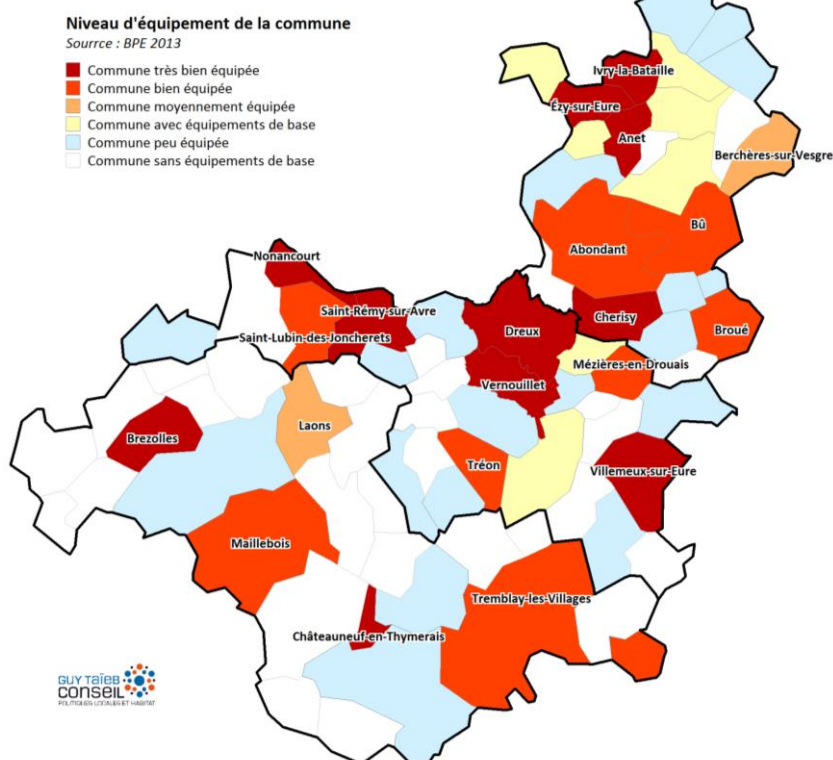 Niveau d'équipement de la commune
Sourrce : BPE 2013
Commune très bien équipée
Commune bien équipée
Commune moyennement équipée
Commune avec équipements de base
Commune peu équipée
Commune sans équipements de base
Ivry-la-Bataille
Ézy-sur-Eure
Anet
Berchères-sur-Vesgre
Bû
Abondant
Nonancourt
Saint-Rémy-sur-Avre
Cherisy
Dreux
Broué
Saint-Lubin-des-Joncherets
Mézières-en-Drouais
Vernouillet
Laons
Brezolles
Tréon
Villemeux-sur-Eure
Maillebois
Tremblay-les-Villages
Châteauneuf-en-Thymerais
GUY TAÏEB
CONSEIL
POLITIQUES LOCALES ET HABITAT